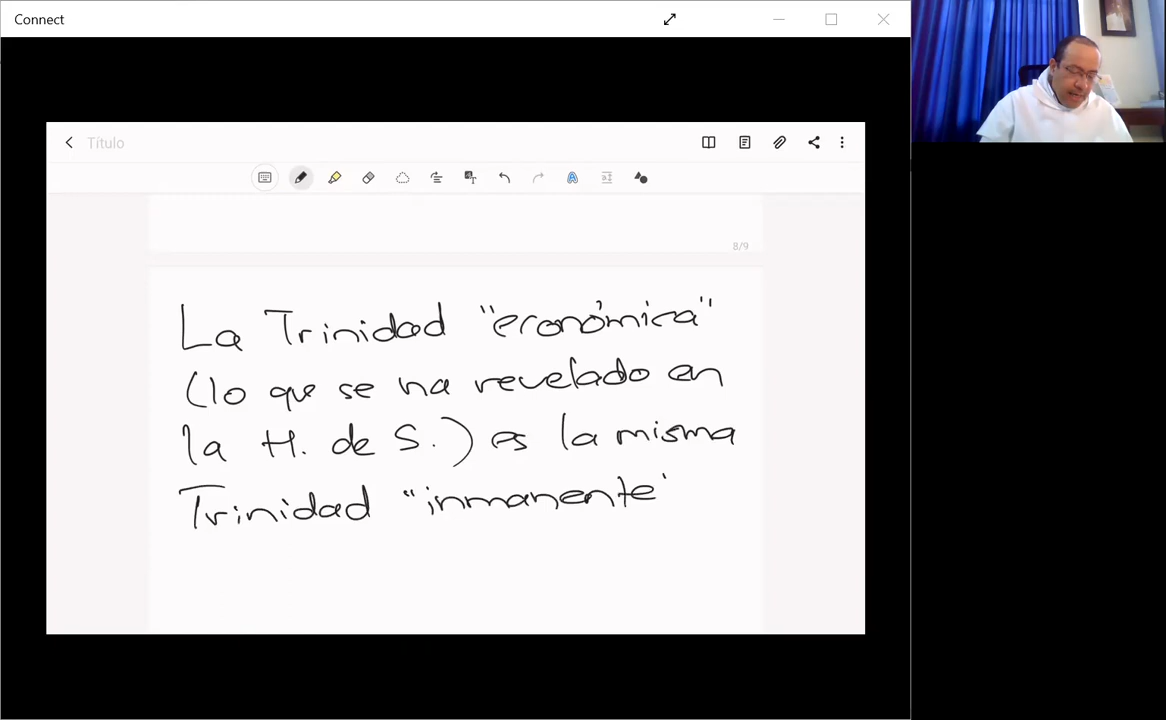 Connect
Título
8/9
La Trinidad "económica"
(lo que se ha revelado en
la H. de S.) es la misma
Trinidad "inmanente'